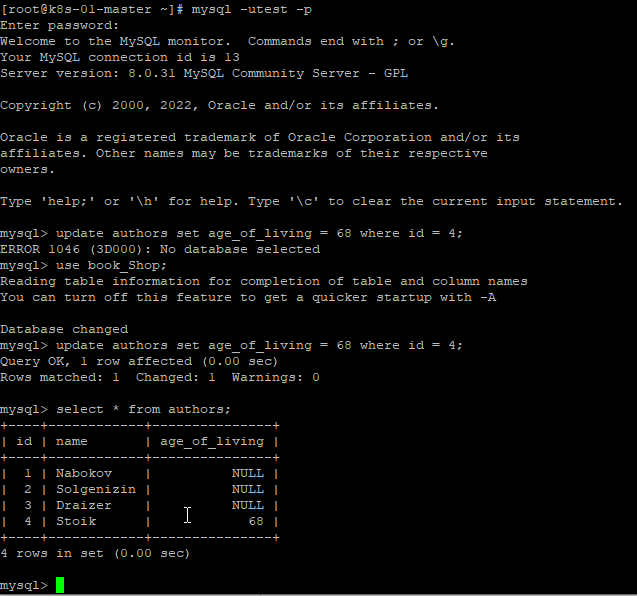 [root@k8s-01-master ~]# mysql -utest -p
Enter password:
Welcome to the MySQL monitor.  Commands end with ; or \g.
Your MySQL connection id is 13
Server version: 8.0.31 MySQL Community Server - GPL
Copyright (c) 2000, 2022, Oracle and/or its affiliates.
Oracle is a registered trademark of Oracle Corporation and/or its
affiliates. Other names may be trademarks of their respective
owners.
Type 'help;' or '\h' for help. Type '\c' to clear the current input statement.
mysql> update authors set age_of_living = 68 where id = 4;
ERROR 1046 (3D000): No database selected
mysql> use book_Shop;
Reading table information for completion of table and column names
You can turn off this feature to get a quicker startup with -A
Database changed
mysql> update authors set age_of_living = 68 where id = 4;
Query OK, 1 row affected (0.00 sec)
Rows matched: 1  Changed: 1  Warnings: 0
mysql> select * from authors;
+----+------------+---------------+
| id | name       | age_of_living |
+----+------------+---------------+
|  1 | Nabokov    |          NULL |
|  2 | Solgenizin |          NULL |
|  3 | Draizer    |          NULL |
|  4 | Stoik      |            68 |
+----+------------+---------------+
4 rows in set (0.00 sec)
mysql>